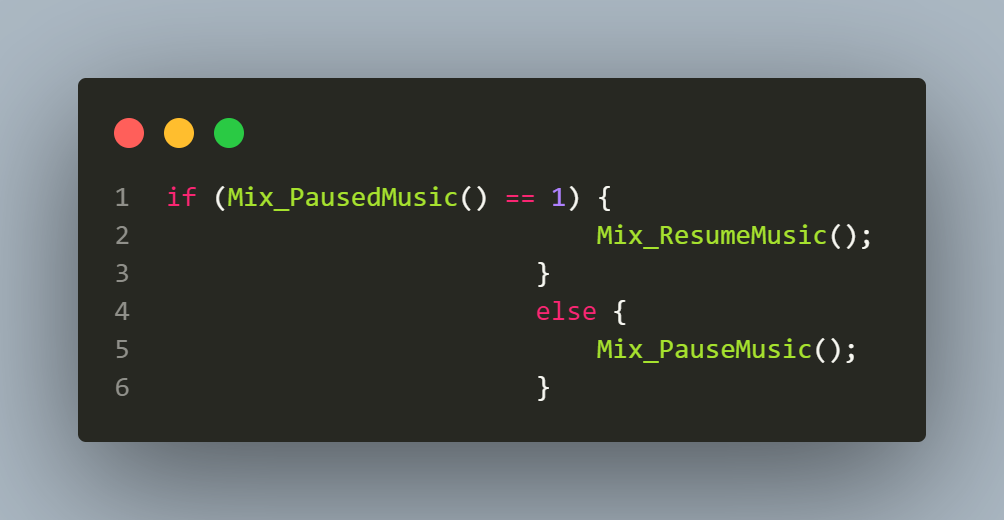 1 if (Mix_PausedMusic() == 1) {
2                             Mix_ResumeMusic();
3                         }
4                         else {
5                             Mix_PauseMusic();
6                         }